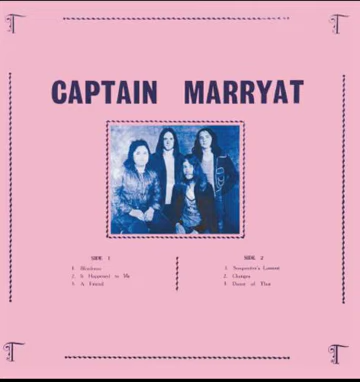 T T
CAPTAIN MARRYAT
SIDE 1
1. Blindness
2. It Happened to Me
3. A Friend
SIDE 2
1. Songwriter's Lament
2. Changes
3. Dance of Thor
T T